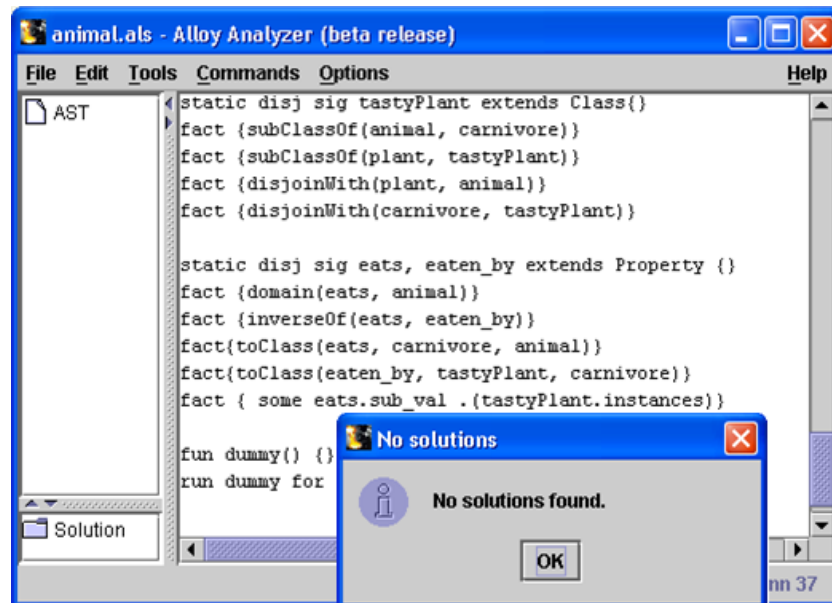 animal.als - Alloy Analyzer (beta release)
File Edit Tools Commands Options Help
AST
static disj sig tastyPlant extends Class{}
fact {subClassOf(animal, carnivore)}
fact {subClassOf(plant, tastyPlant)}
fact {disjoinWith(plant, animal)}
fact {disjoinWith(carnivore, tastyPlant)}
static disj sig eats, eaten_by extends Property {}
fact {domain(eats, animal)}
fact {inverseOf(eats, eaten_by)}
fact{toClass(eats, carnivore, animal)}
fact{toClass(eaten_by, tastyPlant, carnivore)}
fact { some eats.sub_val .(tastyPlant.instances)}
fun dummy() {}
run dummy for
Solution
No solutions
No solutions found.
OK
nn 37